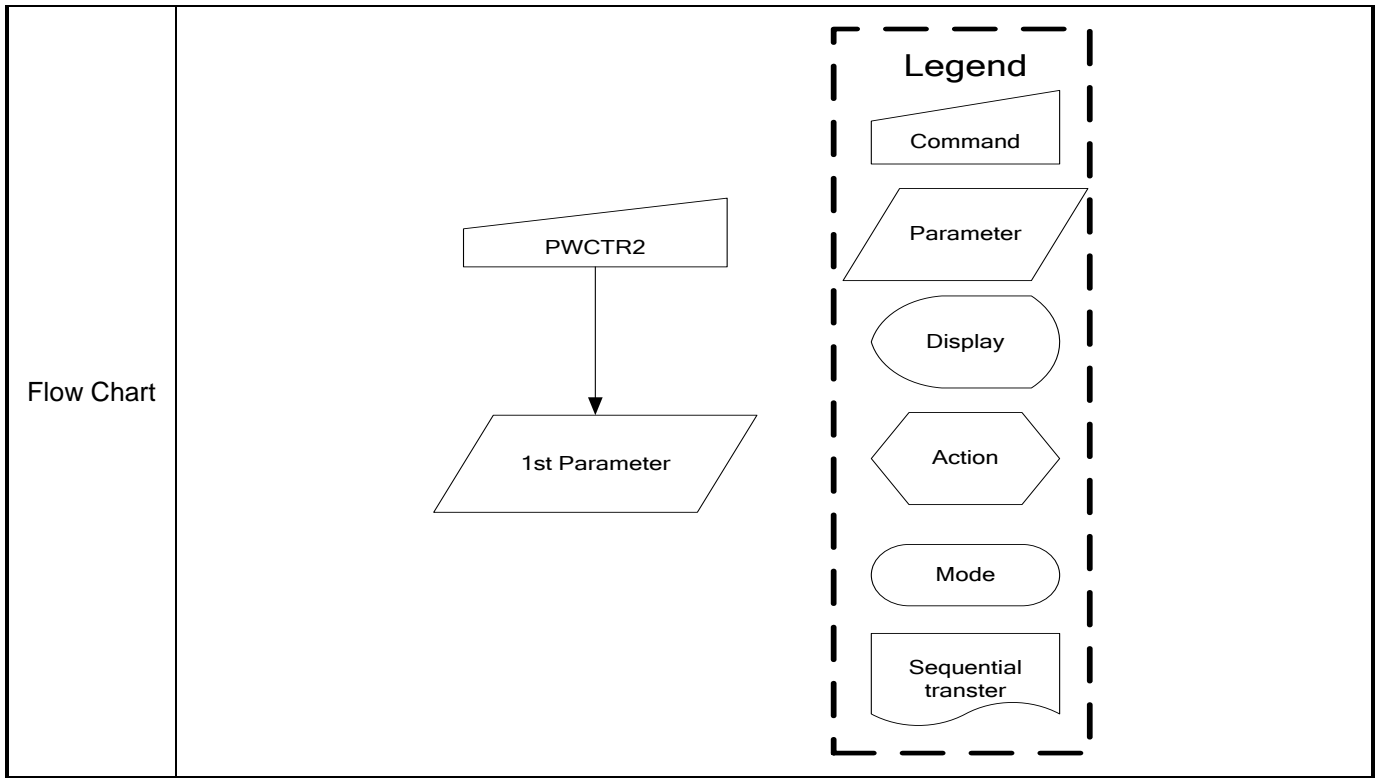 Flow Chart
PWCTR2
1st Parameter
Legend
Command
Parameter
Display
Action
Mode
Sequential
transter